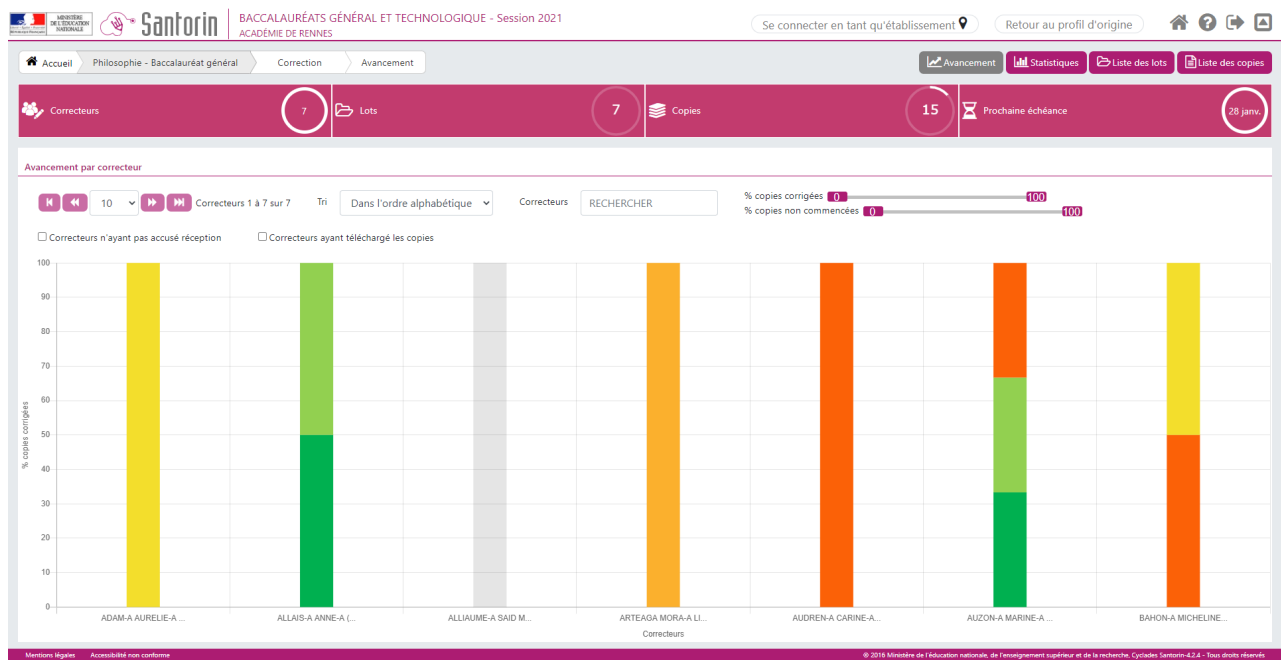 MINISTÈRE
DE L'ÉDUCATION
NATIONALE
Santorin
BACCALAURÉATS GÉNÉRAL ET TECHNOLOGIQUE - Session 2021
ACADÉMIE DE RENNES
Se connecter en tant qu'établissement
Retour au profil d'origine
Accueil
Philosophie - Baccalauréat général
Correction
Avancement
Avancement
Statistiques
Liste des lots
Liste des copies
Correcteurs
7
Lots
7
Copies
15
Prochaine échéance
28 janv.
Avancement par correcteur
10
Correcteurs 1 à 7 sur 7
Tri
Dans l'ordre alphabétique
Correcteurs
RECHERCHER
% copies corrigées
0
100
% copies non commencées
0
100
Correcteurs n'ayant pas accusé réception
Correcteurs ayant téléchargé les copies
100
90
80
70
60
50
40
30
20
10
0
% copies corrigées
ADAM-A AURELIE-A ...
ALLAIS-A ANNE-A (...
ALLIAUME-A SAID M...
ARTEAGA MORA-A LI...
AUDREN-A CARINE-A...
AUZON-A MARINE-A ...
BAHON-A MICHELINE...
Correcteurs
Mentions légales
Accessibilité non conforme
© 2016 Ministère de l'éducation nationale, de l'enseignement supérieur et de la recherche, Cyclades Santorin-4.2.4 - Tous droits réservés